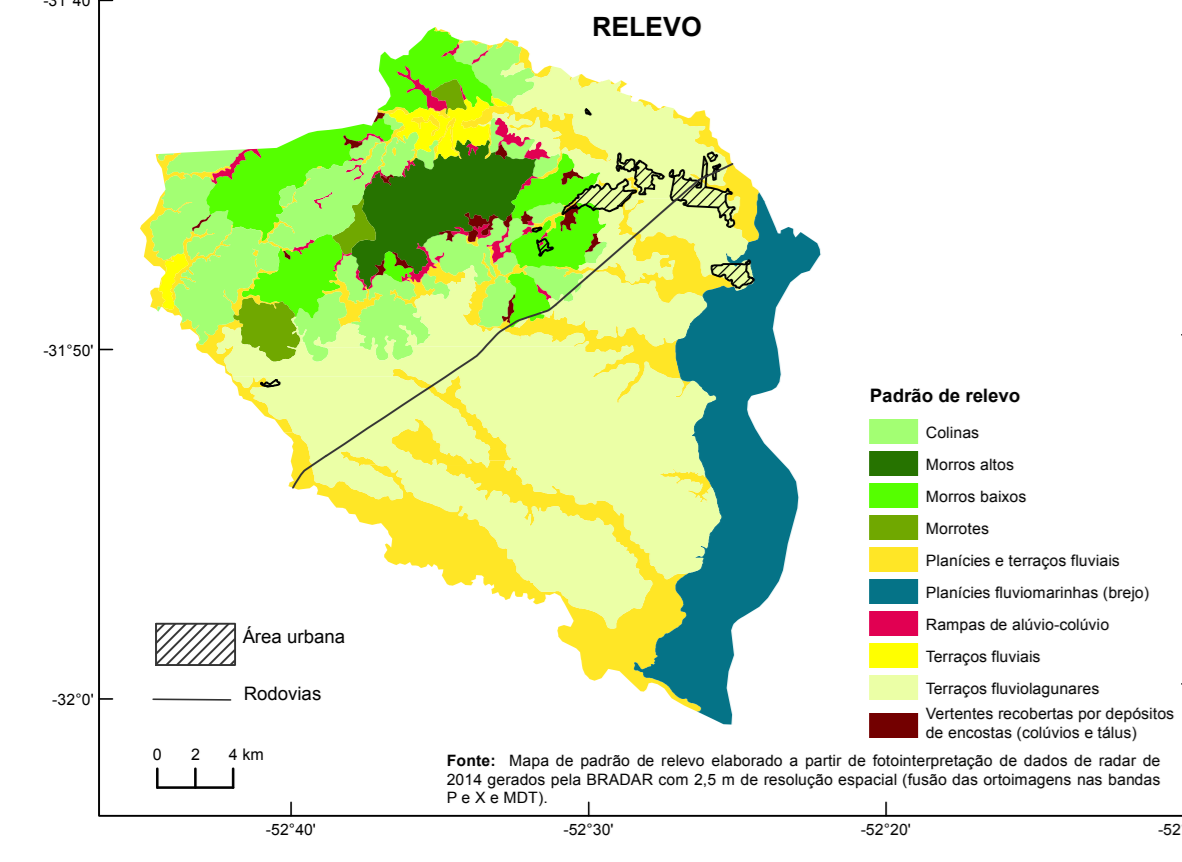 -31°40'
RELEVO
-31°50'
Padrão de relevo
Colinas
Morros altos
Morros baixos
Morrotes
Planícies e terraços fluviais
Planícies fluviomarinhas (brejo)
Rampas de alúvio-colúvio
Terraços fluviais
Terraços fluviolagunares
Vertentes recobertas por depósitos
de encostas (colúvios e tálus)
Área urbana
Rodovias
-32°0'
0 2 4 km
Fonte: Mapa de padrão de relevo elaborado a partir de fotointerpretação de dados de radar de
2014 gerados pela BRADAR com 2,5 m de resolução espacial (fusão das ortoimagens nas bandas
P e X e MDT).
-52°40' -52°30' -52°20' -52